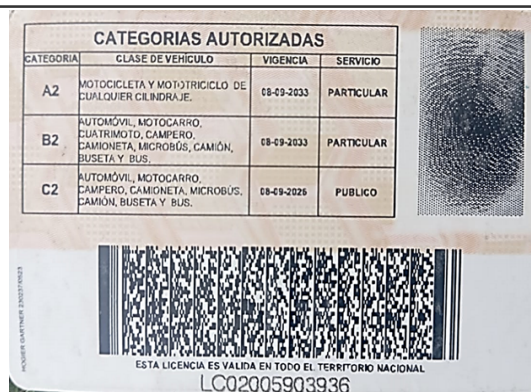 CATEGORIAS AUTORIZADAS
CATEGORIA CLASE DE VEHÍCULO VIGENCIA SERVICIO
A2 MOTOCICLETA Y MOTOTRICICLO DE CUALQUIER CILINDRAJE. 08-09-2033 PARTICULAR
B2 AUTOMÓVIL, MOTOCARRO, CUATRIMOTO, CAMPERO, CAMIONETA, MICROBÚS, CAMIÓN, BUSETA Y BUS. 08-09-2033 PARTICULAR
C2 AUTOMÓVIL, MOTOCARRO, CAMPERO, CAMIONETA, MICROBÚS, CAMIÓN, BUSETA Y BUS. 08-09-2026 PUBLICO
ESTA LICENCIA ES VALIDA EN TODO EL TERRITORIO NACIONAL
LC02005903936